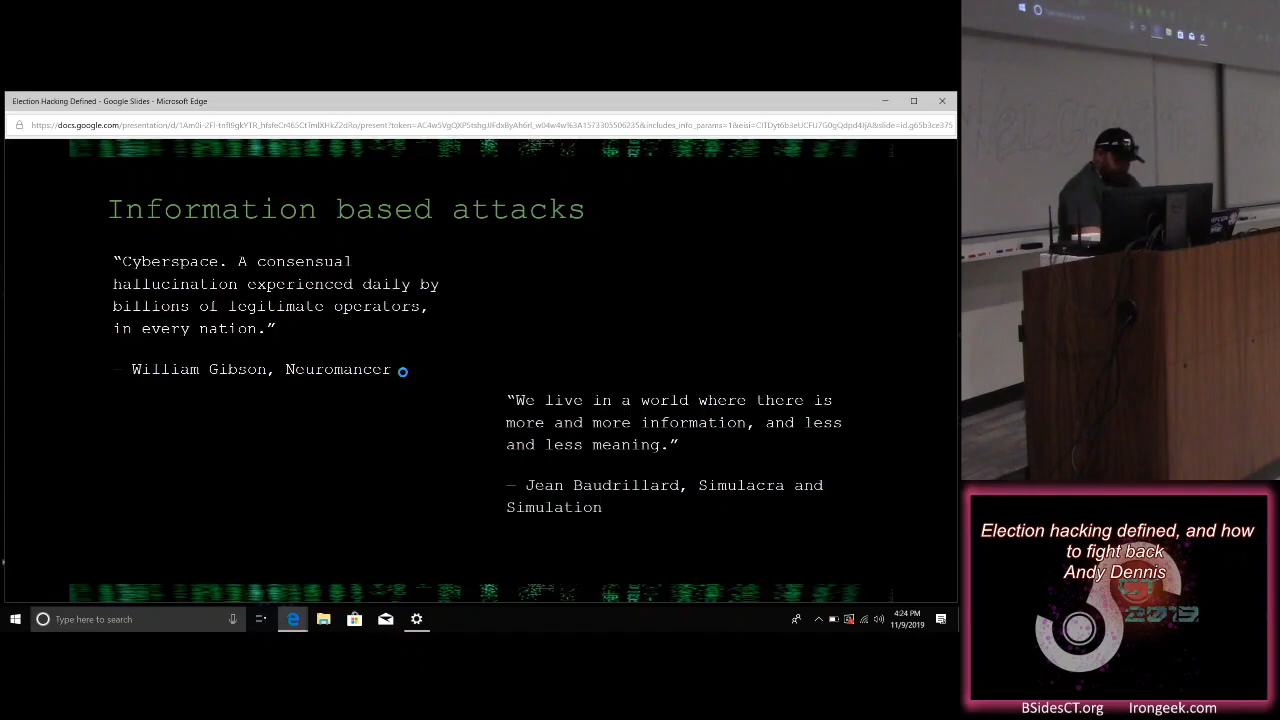 Election Hacking Defined - Google Slides - Microsoft Edge
Information based attacks
“Cyberspace. A consensual
hallucination experienced daily by
billions of legitimate operators,
in every nation.”
— William Gibson, Neuromancer
“We live in a world where there is
more and more information, and less
and less meaning.”
— Jean Baudrillard, Simulacra and
Simulation
Type here to search
4:24 PM
11/9/2019
Election hacking defined, and how
to fight back
Andy Dennis
CT
2019
BSidesCT.org Irongeek.com